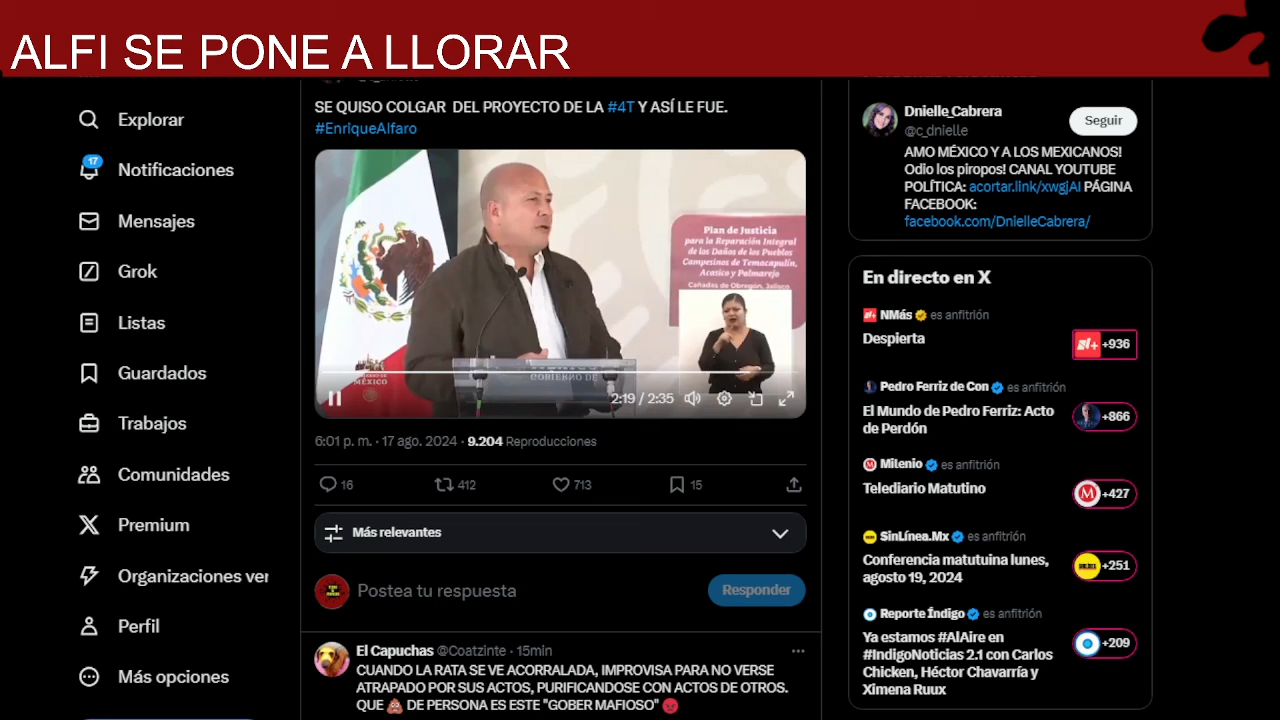 ALFI SE PONE A LLORAR
Explorar
17
Notificaciones
Mensajes
Grok
Listas
Guardados
Trabajos
Comunidades
Premium
Organizaciones ver
Perfil
Más opciones
SE QUISO COLGAR DEL PROYECTO DE LA #4T Y ASÍ LE FUE.
#EnriqueAlfaro
Plan de Justicia
para la Reparación Integral
de los Daños de los Pueblos
Campesinos de Temacapulín,
Acasico y Palmarejo
Cañadas de Obregón, Jalisco
GOBIERNO DE
MÉXICO
GOBIERNO DE
2:19 / 2:35
6:01 p. m. · 17 ago. 2024 · 9.204 Reproducciones
16
412
713
15
Más relevantes
Postea tu respuesta
Responder
El Capuchas @Coatzinte · 15min
CUANDO LA RATA SE VE ACORRALADA, IMPROVISA PARA NO VERSE
ATRAPADO POR SUS ACTOS, PURIFICANDOSE CON ACTOS DE OTROS.
QUE 💩 DE PERSONA ES ESTE "GOBER MAFIOSO" 😡
Dnielle_Cabrera
@c_dnielle
Seguir
AMO MÉXICO Y A LOS MEXICANOS!
Odio los piropos! CANAL YOUTUBE
POLÍTICA: acortar.link/xwgjAI PÁGINA
FACEBOOK:
facebook.com/DnielleCabrera/
En directo en X
NMás es anfitrión
Despierta
+936
Pedro Ferriz de Con es anfitrión
El Mundo de Pedro Ferriz: Acto
de Perdón
+866
Milenio es anfitrión
Telediario Matutino
+427
SinLínea.Mx es anfitrión
Conferencia matutuina lunes,
agosto 19, 2024
+251
Reporte Índigo es anfitrión
Ya estamos #AlAire en
#IndigoNoticias 2.1 con Carlos
Chicken, Héctor Chavarría y
Ximena Ruux
+209